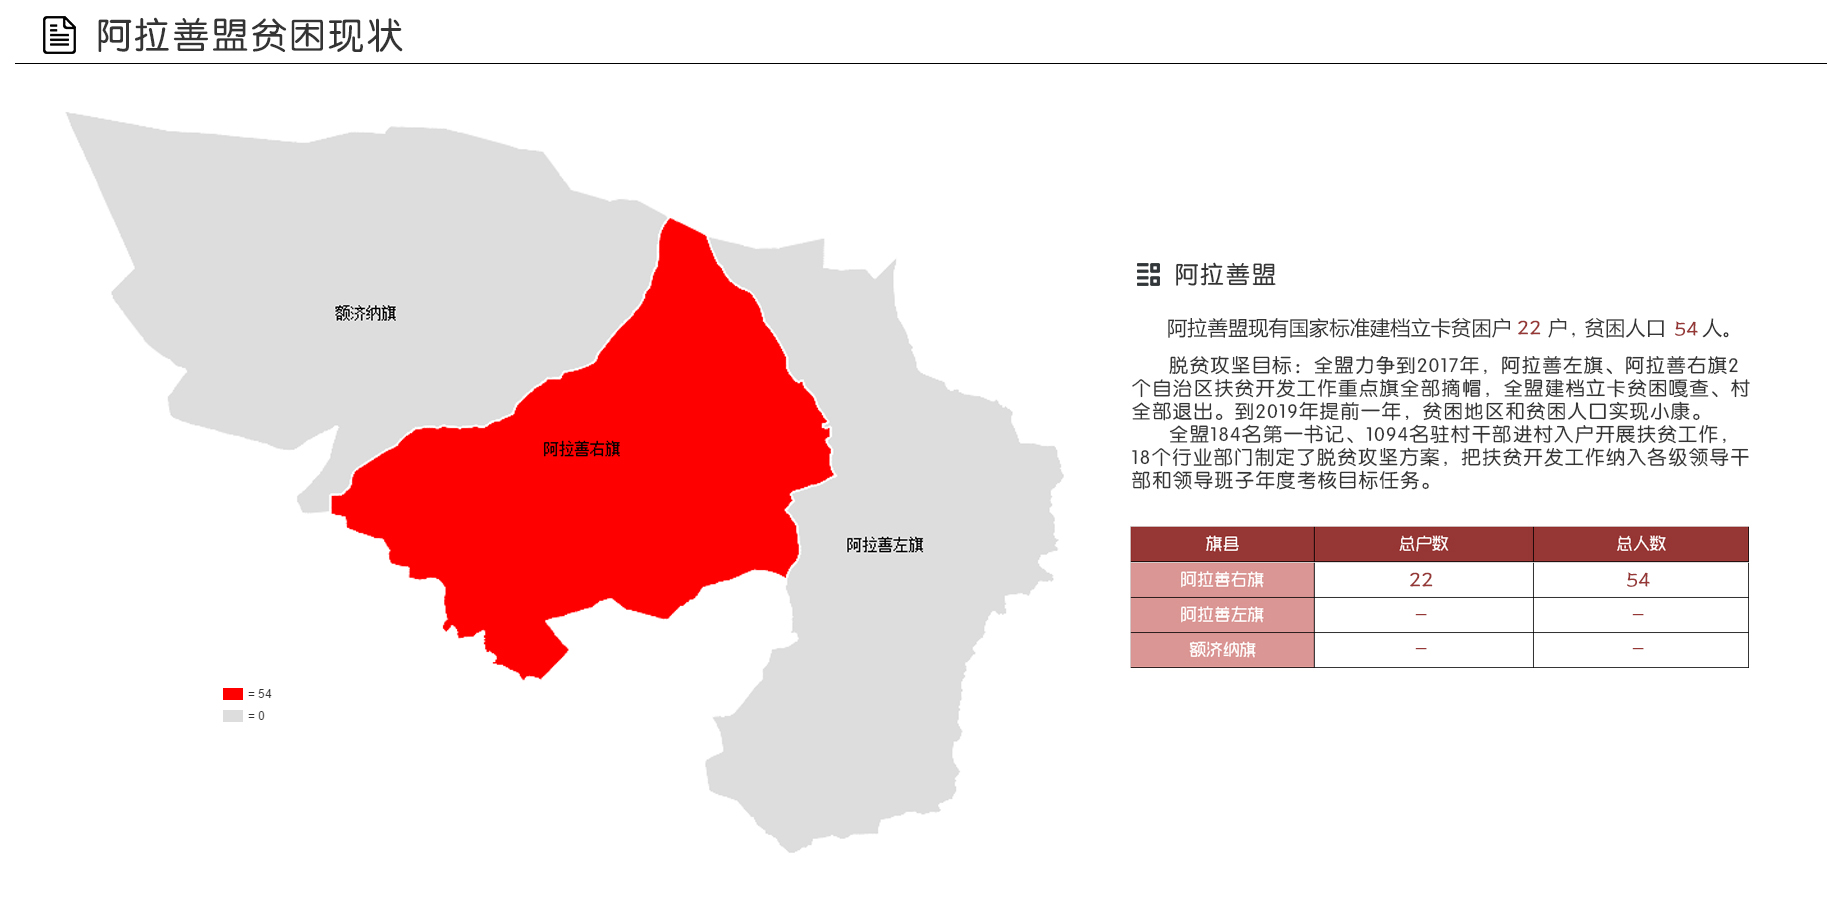 阿拉善盟贫困现状
额济纳旗
阿拉善右旗
阿拉善左旗
= 54
= 0
阿拉善盟
阿拉善盟现有国家标准建档立卡贫困户 22 户，贫困人口 54 人。
脱贫攻坚目标：全盟力争到2017年，阿拉善左旗、阿拉善右旗2
个自治区扶贫开发工作重点旗全部摘帽，全盟建档立卡贫困嘎查、村
全部退出。到2019年提前一年，贫困地区和贫困人口实现小康。
全盟184名第一书记、1094名驻村干部进村入户开展扶贫工作，
18个行业部门制定了脱贫攻坚方案，把扶贫开发工作纳入各级领导干
部和领导班子年度考核目标任务。
旗县 总户数 总人数
阿拉善右旗 22 54
阿拉善左旗 – –
额济纳旗 – –